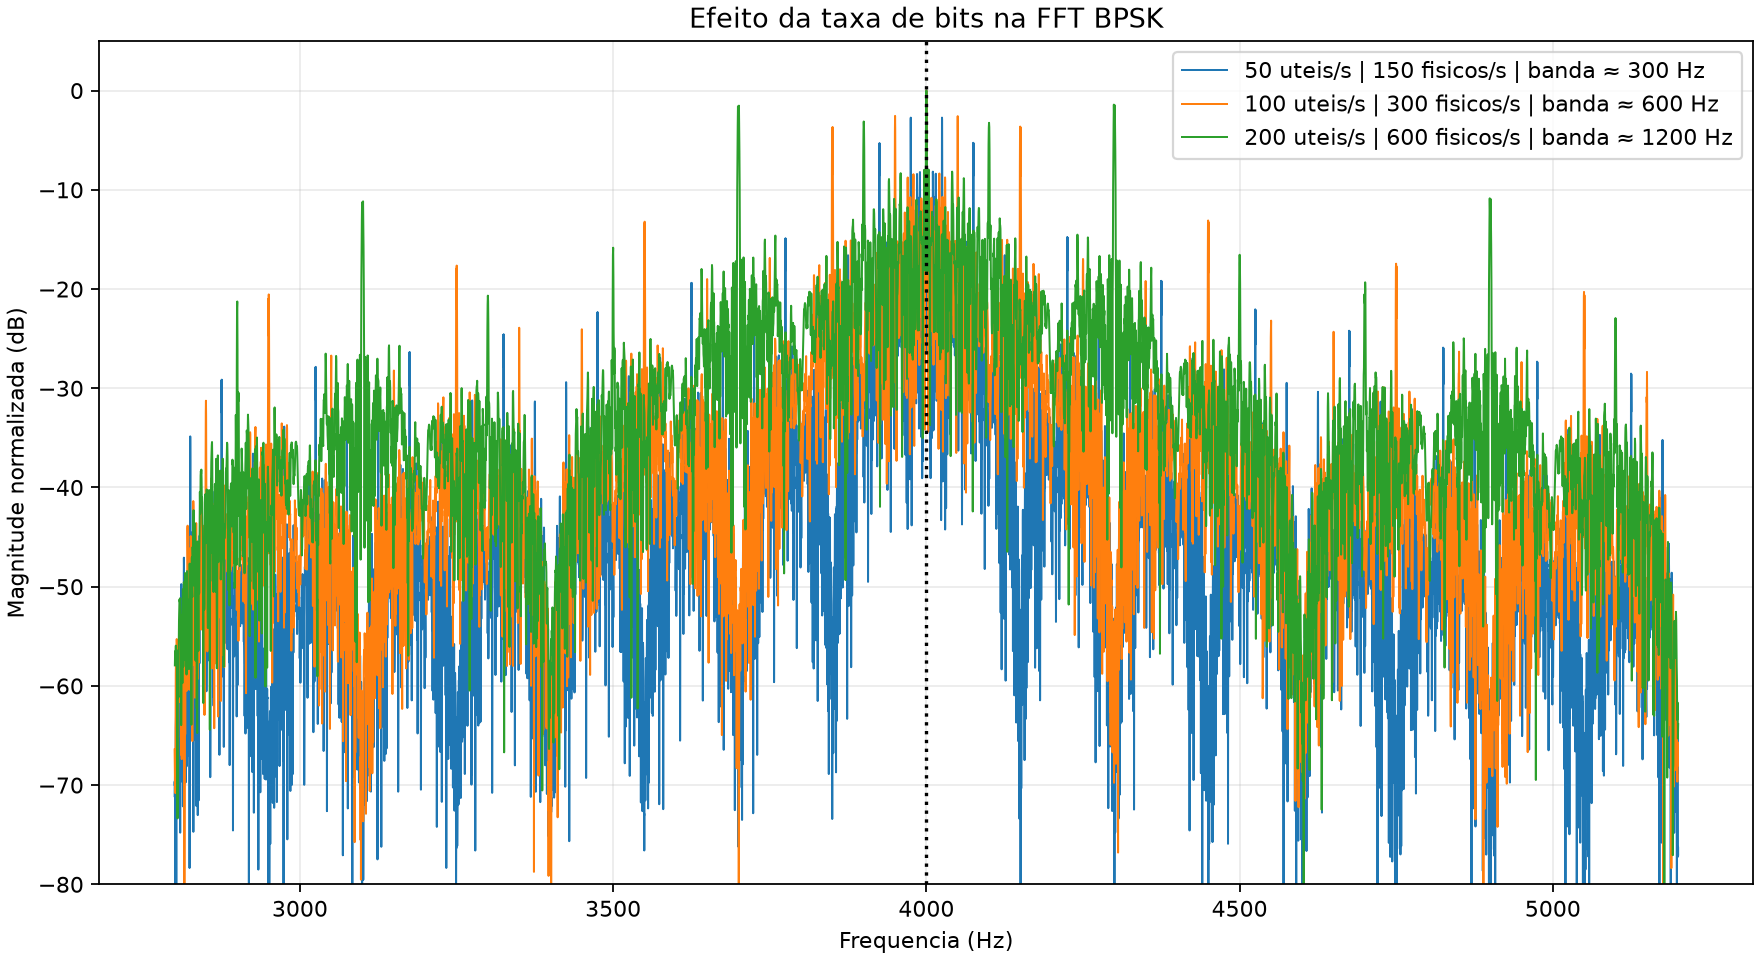 Efeito da taxa de bits na FFT BPSK
50 uteis/s | 150 fisicos/s | banda ≈ 300 Hz
100 uteis/s | 300 fisicos/s | banda ≈ 600 Hz
200 uteis/s | 600 fisicos/s | banda ≈ 1200 Hz
Magnitude normalizada (dB)
0
−10
−20
−30
−40
−50
−60
−70
−80
3000
3500
4000
4500
5000
Frequencia (Hz)